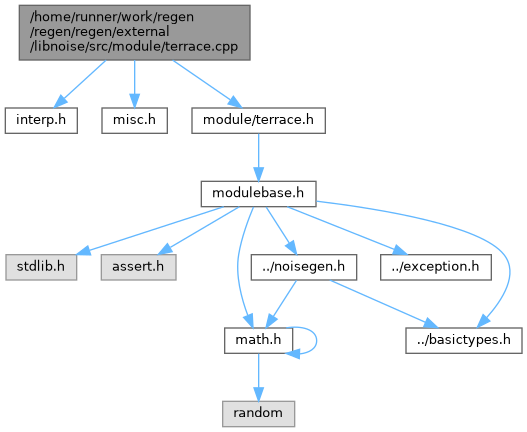 /home/runner/work/regen
/regen/regen/external
/libnoise/src/module/terrace.cpp
interp.h
misc.h
module/terrace.h
modulebase.h
stdlib.h
assert.h
../noisegen.h
../exception.h
math.h
../basictypes.h
random